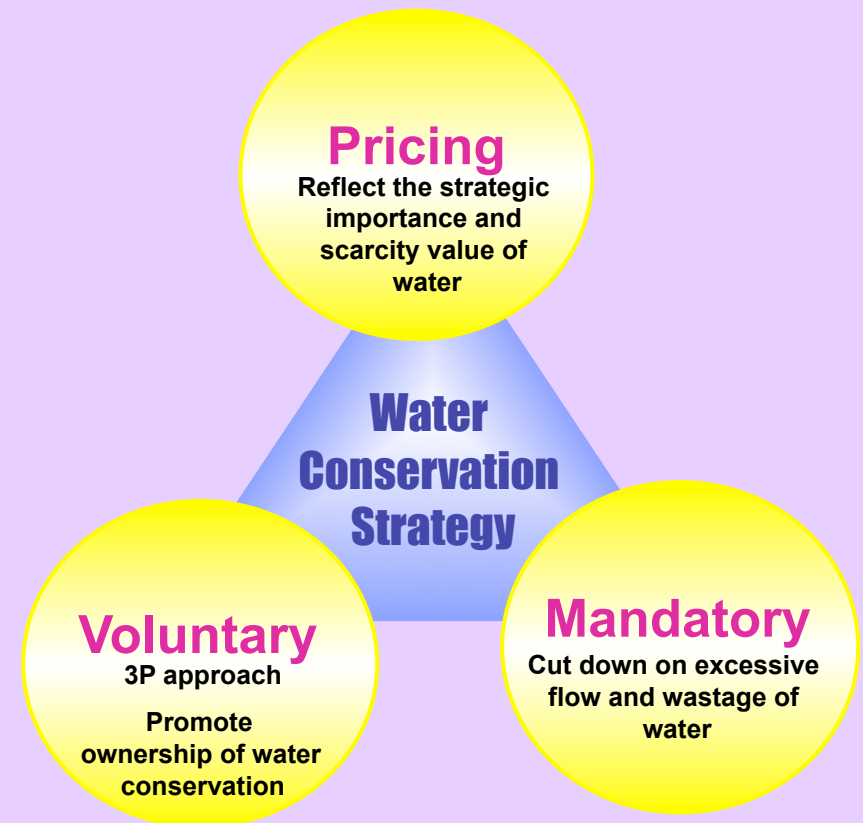 Pricing
Reflect the strategic
importance and
scarcity value of
water
Water
Conservation
Strategy
Voluntary
3P approach
Promote
ownership of water
conservation
Mandatory
Cut down on excessive
flow and wastage of
water